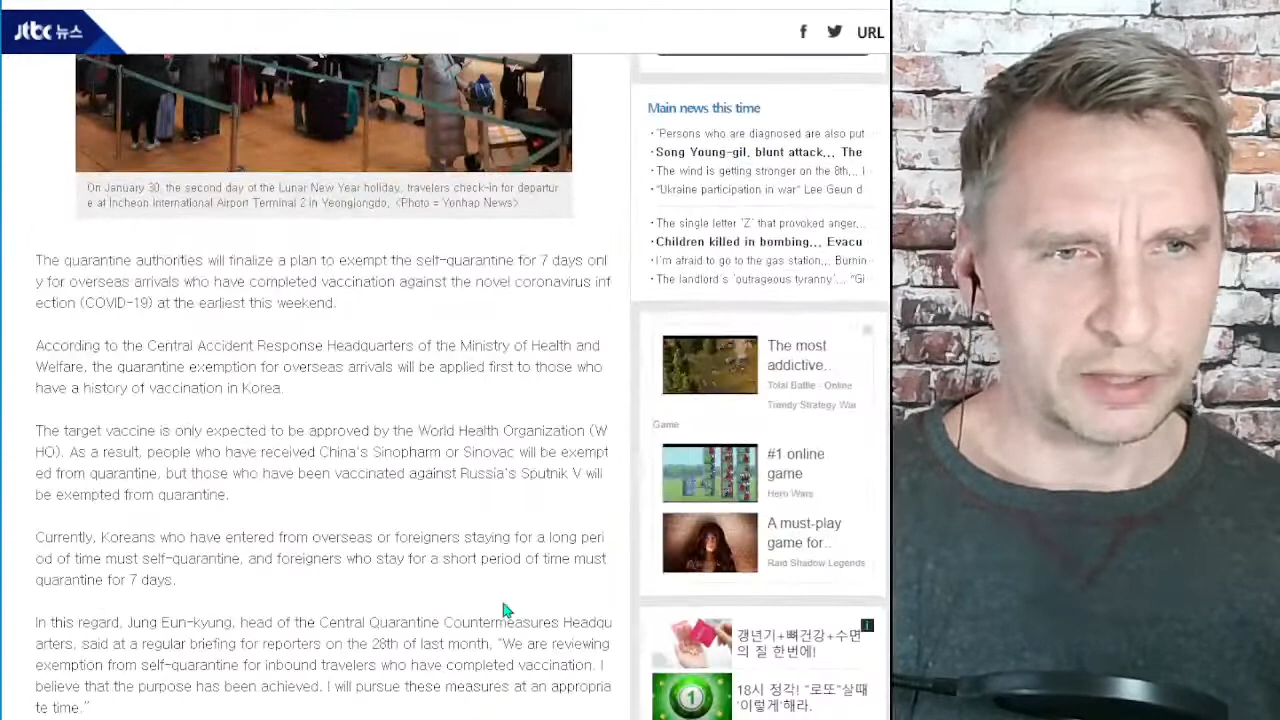 jtbc 뉴스
URL
On January 30, the second day of the Lunar New Year holiday, travelers check-in for departur
e at Incheon International Airport Terminal 2 in Yeongjongdo. <Photo = Yonhap News>
The quarantine authorities will finalize a plan to exempt the self-quarantine for 7 days onl
y for overseas arrivals who have completed vaccination against the novel coronavirus inf
ection (COVID-19) at the earliest this weekend.
According to the Central Accident Response Headquarters of the Ministry of Health and
Welfare, the quarantine exemption for overseas arrivals will be applied first to those who
have a history of vaccination in Korea.
The target vaccine is only expected to be approved by the World Health Organization (W
HO). As a result, people who have received China's Sinopharm or Sinovac will be exempt
ed from quarantine, but those who have been vaccinated against Russia's Sputnik V will
be exempted from quarantine.
Currently, Koreans who have entered from overseas or foreigners staying for a long peri
od of time must self-quarantine, and foreigners who stay for a short period of time must
quarantine for 7 days.
In this regard, Jung Eun-kyung, head of the Central Quarantine Countermeasures Headqu
arters, said at a regular briefing for reporters on the 28th of last month, "We are reviewing
exemption from self-quarantine for inbound travelers who have completed vaccination. I
believe that the purpose has been achieved. I will pursue these measures at an appropria
te time."
Main news this time
· "Persons who are diagnosed are also put
· Song Young-gil, blunt attack... The
· The wind is getting stronger on the 8th...
· "Ukraine participation in war" Lee Geun d
· The single letter 'Z' that provoked anger...
· Children killed in bombing... Evacu
· I'm afraid to go to the gas station... Burnin
· The landlord's 'outrageous tyranny'... "Gi
The most
addictive..
Total Battle - Online
Trendy Strategy War
Game
#1 online
game
Hero Wars
A must-play
game for..
Raid Shadow Legends
갱년기+뼈건강+수면
의 질 한번에!
1
18시 정각! "로또"살때
'이렇게'해라.